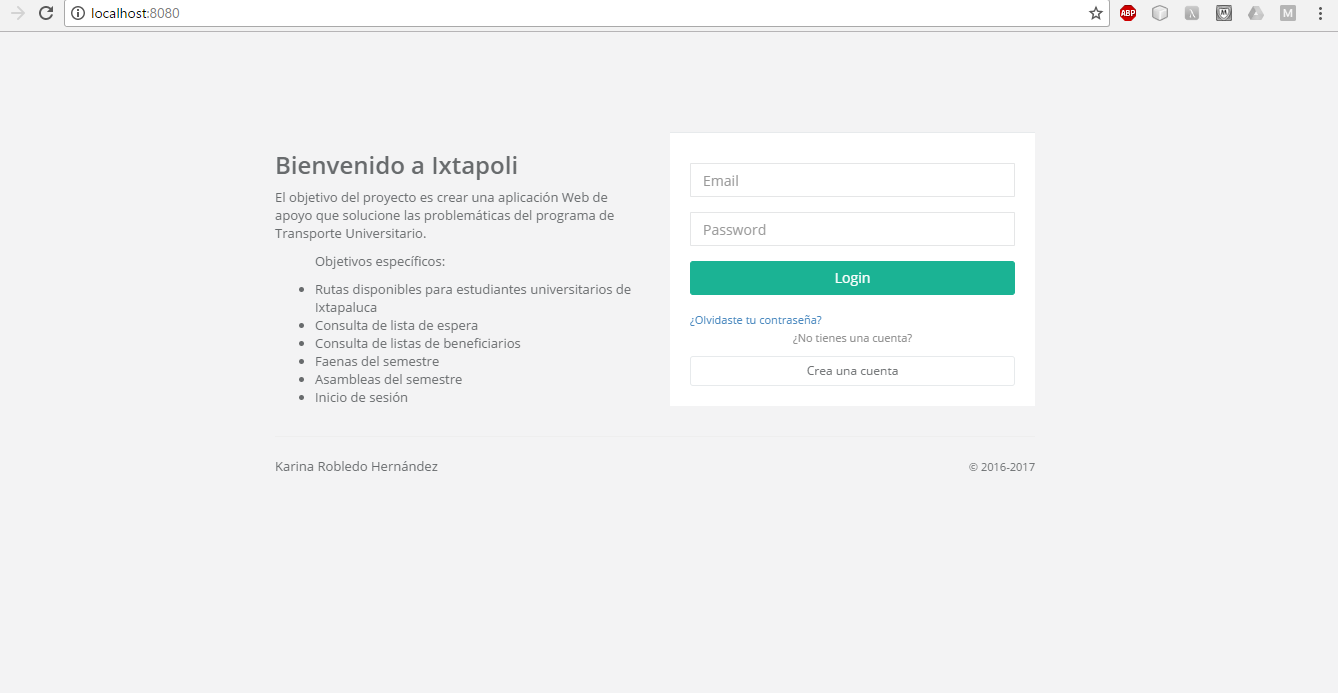 localhost:8080
ABP
M
Bienvenido a Ixtapoli
El objetivo del proyecto es crear una aplicación Web de
apoyo que solucione las problemáticas del programa de
Transporte Universitario.
Objetivos específicos:
Rutas disponibles para estudiantes universitarios de
Ixtapaluca
Consulta de lista de espera
Consulta de listas de beneficiarios
Faenas del semestre
Asambleas del semestre
Inicio de sesión
Email
Password
Login
¿Olvidaste tu contraseña?
¿No tienes una cuenta?
Crea una cuenta
Karina Robledo Hernández
© 2016-2017